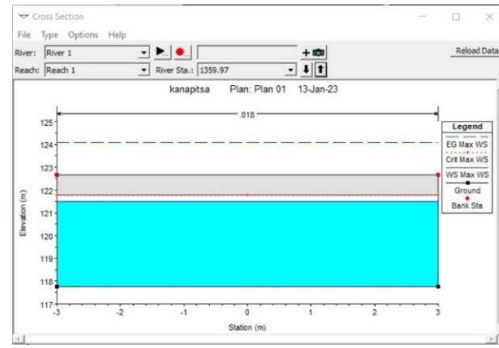 Cross Section
File Type Options Help
River: River 1
Reload Data
Reach: Reach 1 River Sta.: 1359.97
kanapitsa Plan: Plan 01 13-Jan-23
.018
Legend
EG Max WS
Crit Max WS
WS Max WS
Ground
Bank Sta
125
124
123
122
121
120
119
118
117
Elevation (m)
-3 -2 -1 0 1 2 3
Station (m)